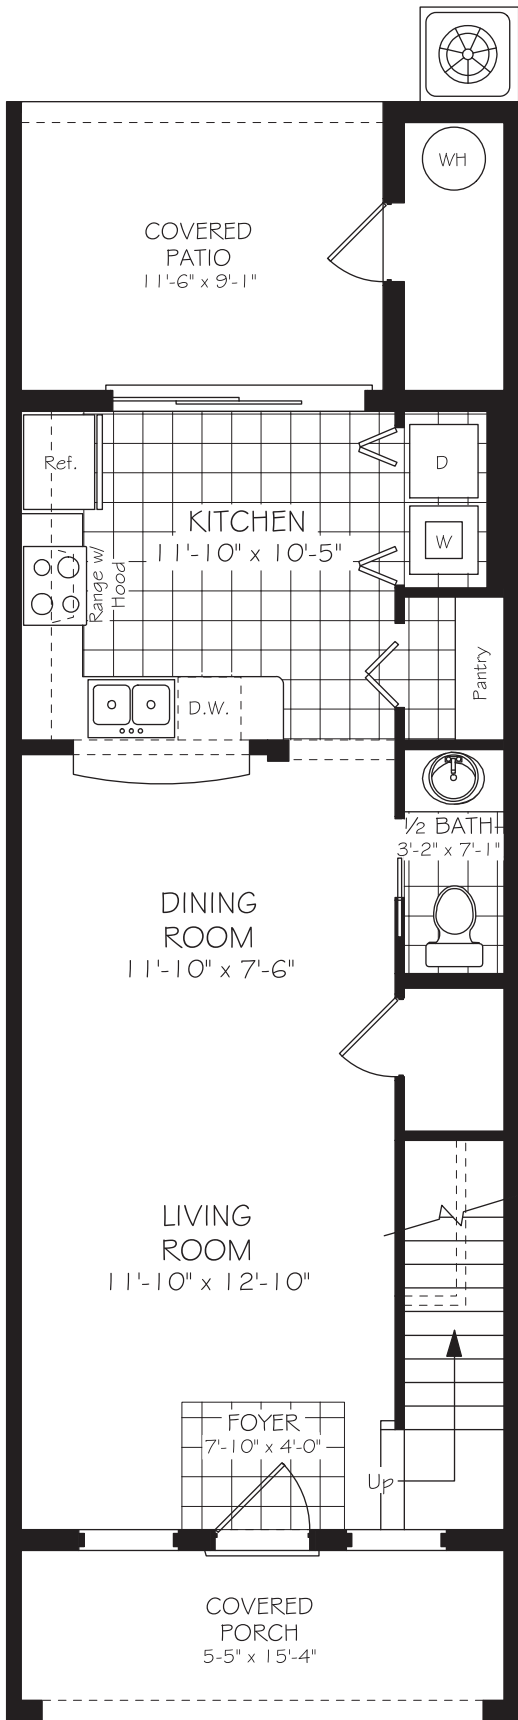 WH
COVERED
PATIO
11'-6" x 9'-1"
Ref.
D
KITCHEN
11'-10" x 10'-5"
W
Range w/
Hood
Pantry
D.W.
1/2 BATH
3'-2" x 7'-1"
DINING
ROOM
11'-10" x 7'-6"
LIVING
ROOM
11'-10" x 12'-10"
FOYER
7'-10" x 4'-0"
Up
COVERED
PORCH
5-5" x 15'-4"